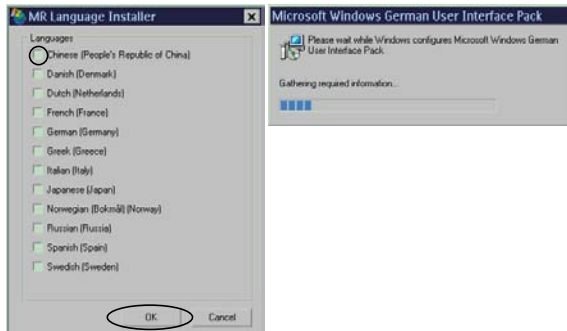 MR Language Installer
Languages
Chinese (People's Republic of China)
Danish (Denmark)
Dutch (Netherlands)
French (France)
German (Germany)
Greek (Greece)
Italian (Italy)
Japanese (Japan)
Norwegian (Bokmål) (Norway)
Russian (Russia)
Spanish (Spain)
Swedish (Sweden)
OK
Cancel
Microsoft Windows German User Interface Pack
Please wait while Windows configures Microsoft Windows German
User Interface Pack
Gathering required information...